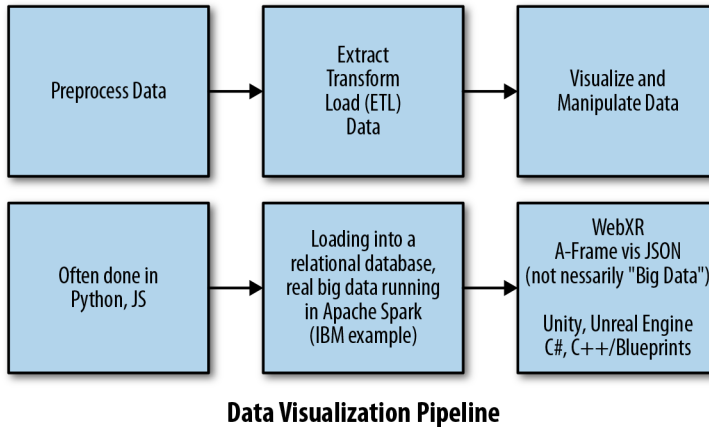 Preprocess Data
Extract
Transform
Load (ETL)
Data
Visualize and
Manipulate Data
Often done in
Python, JS
Loading into a
relational database,
real big data running
in Apache Spark
(IBM example)
WebXR
A-Frame vis JSON
(not nessarily "Big Data")
Unity, Unreal Engine
C#, C++/Blueprints
Data Visualization Pipeline